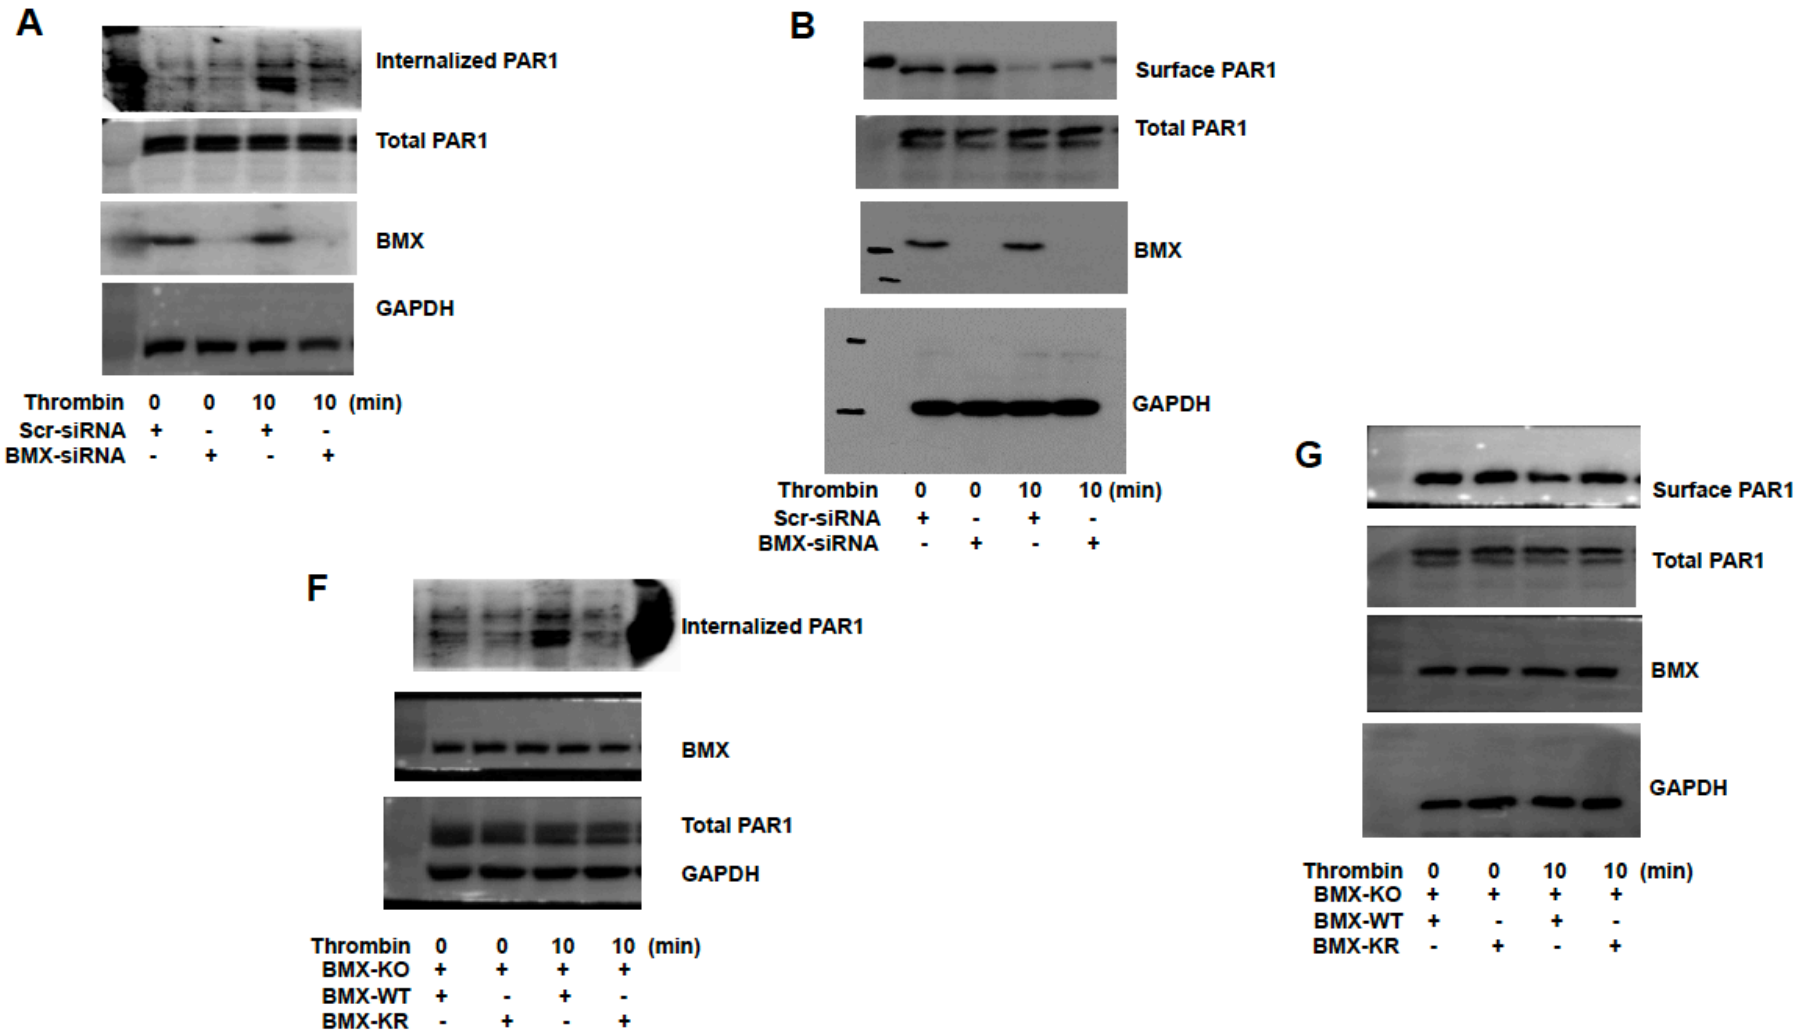 A
Internalized PAR1
Total PAR1
BMX
GAPDH
Thrombin 0 0 10 10 (min)
Scr-siRNA + - + -
BMX-siRNA - + - +
B
Surface PAR1
Total PAR1
BMX
GAPDH
Thrombin 0 0 10 10 (min)
Scr-siRNA + - + -
BMX-siRNA - + - +
F
Internalized PAR1
BMX
Total PAR1
GAPDH
Thrombin 0 0 10 10 (min)
BMX-KO + + + +
BMX-WT + - + -
BMX-KR - + - +
G
Surface PAR1
Total PAR1
BMX
GAPDH
Thrombin 0 0 10 10 (min)
BMX-KO + + + +
BMX-WT + - + -
BMX-KR - + - +